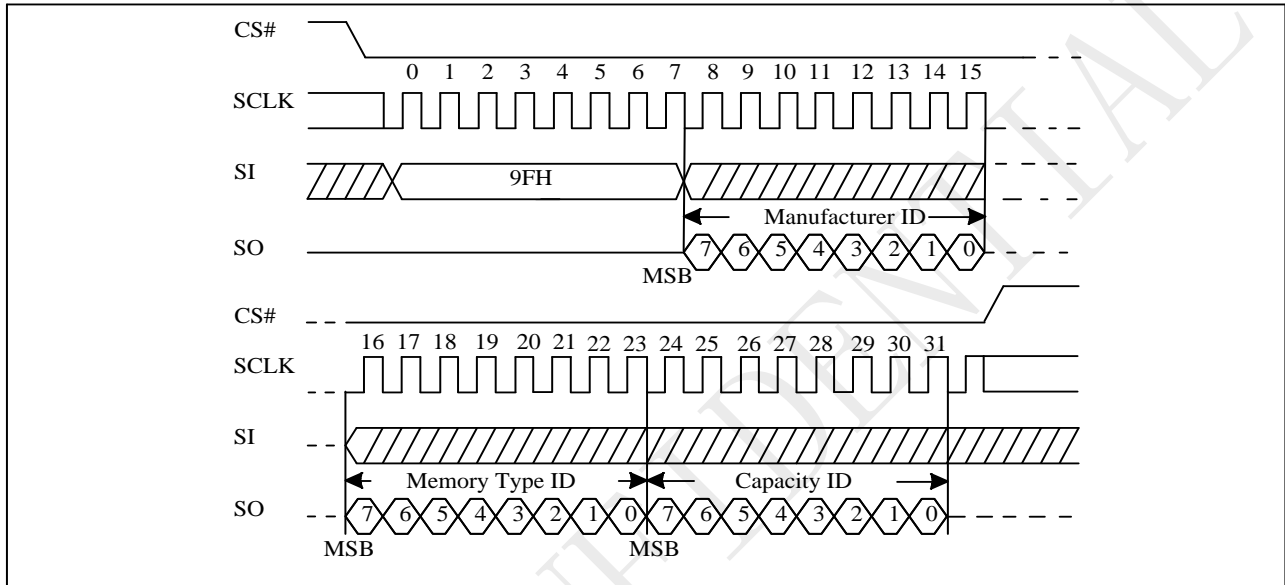 CS#
0 1 2 3 4 5 6 7 8 9 10 11 12 13 14 15
SCLK
SI
9FH
Manufacturer ID
SO
7 6 5 4 3 2 1 0
MSB
CS#
16 17 18 19 20 21 22 23 24 25 26 27 28 29 30 31
SCLK
SI
Memory Type ID Capacity ID
SO
7 6 5 4 3 2 1 0 7 6 5 4 3 2 1 0
MSB MSB
FIDENTIAL